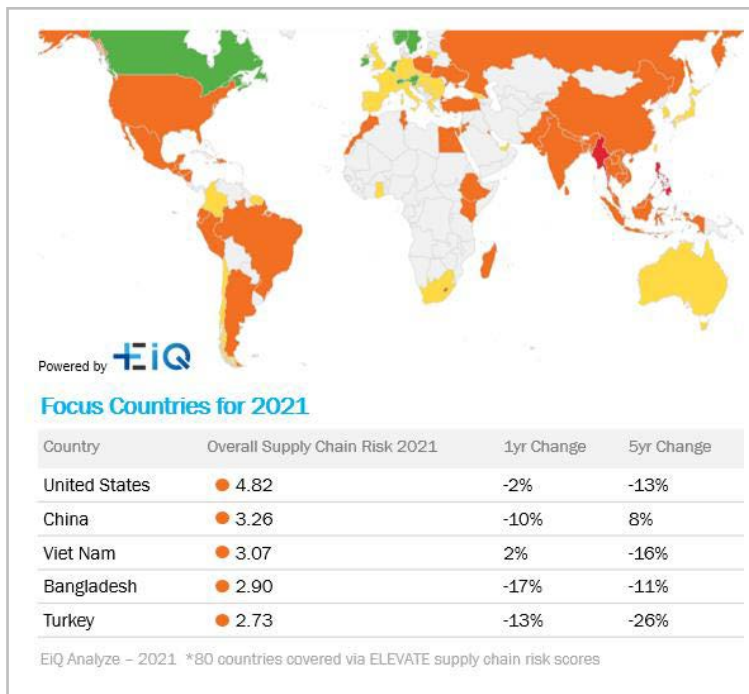 Powered by EiQ
Focus Countries for 2021
Country Overall Supply Chain Risk 2021 1yr Change 5yr Change
United States 4.82 -2% -13%
China 3.26 -10% 8%
Viet Nam 3.07 2% -16%
Bangladesh 2.90 -17% -11%
Turkey 2.73 -13% -26%
EiQ Analyze – 2021 *80 countries covered via ELEVATE supply chain risk scores